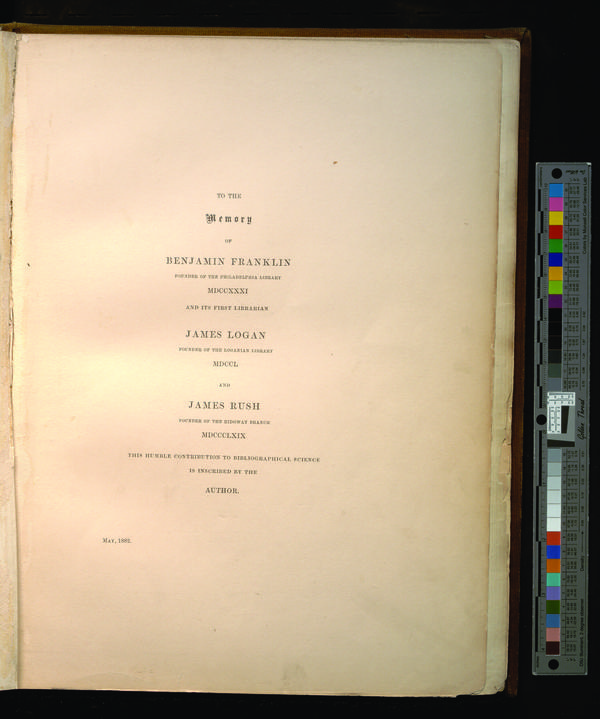 TO THE
Memory
OF
BENJAMIN FRANKLIN
FOUNDER OF THE PHILADELPHIA LIBRARY
MDCCXXXI
AND ITS FIRST LIBRARIAN
JAMES LOGAN
FOUNDER OF THE LOGANIAN LIBRARY
MDCCL
AND
JAMES RUSH
FOUNDER OF THE RIDGWAY BRANCH
MDCCCLXIX
THIS HUMBLE CONTRIBUTION TO BIBLIOGRAPHICAL SCIENCE
IS INSCRIBED BY THE
AUTHOR.
MAY, 1882.
Golden Thread